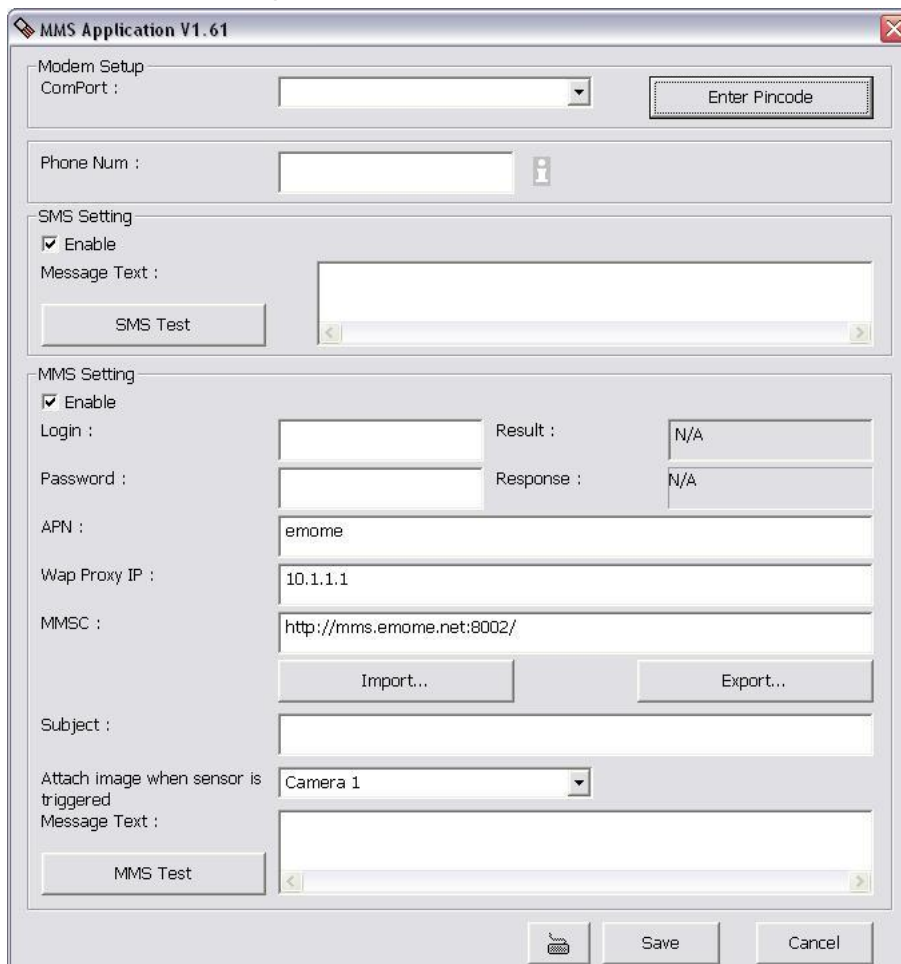 MMS Application V1.61
Modem Setup
ComPort :
Enter Pincode
Phone Num :
SMS Setting
Enable
Message Text :
SMS Test
MMS Setting
Enable
Login :
Result :
N/A
Password :
Response :
N/A
APN :
emome
Wap Proxy IP :
10.1.1.1
MMSC :
http://mms.emome.net:8002/
Import...
Export...
Subject :
Attach image when sensor is
triggered
Camera 1
Message Text :
MMS Test
Save
Cancel